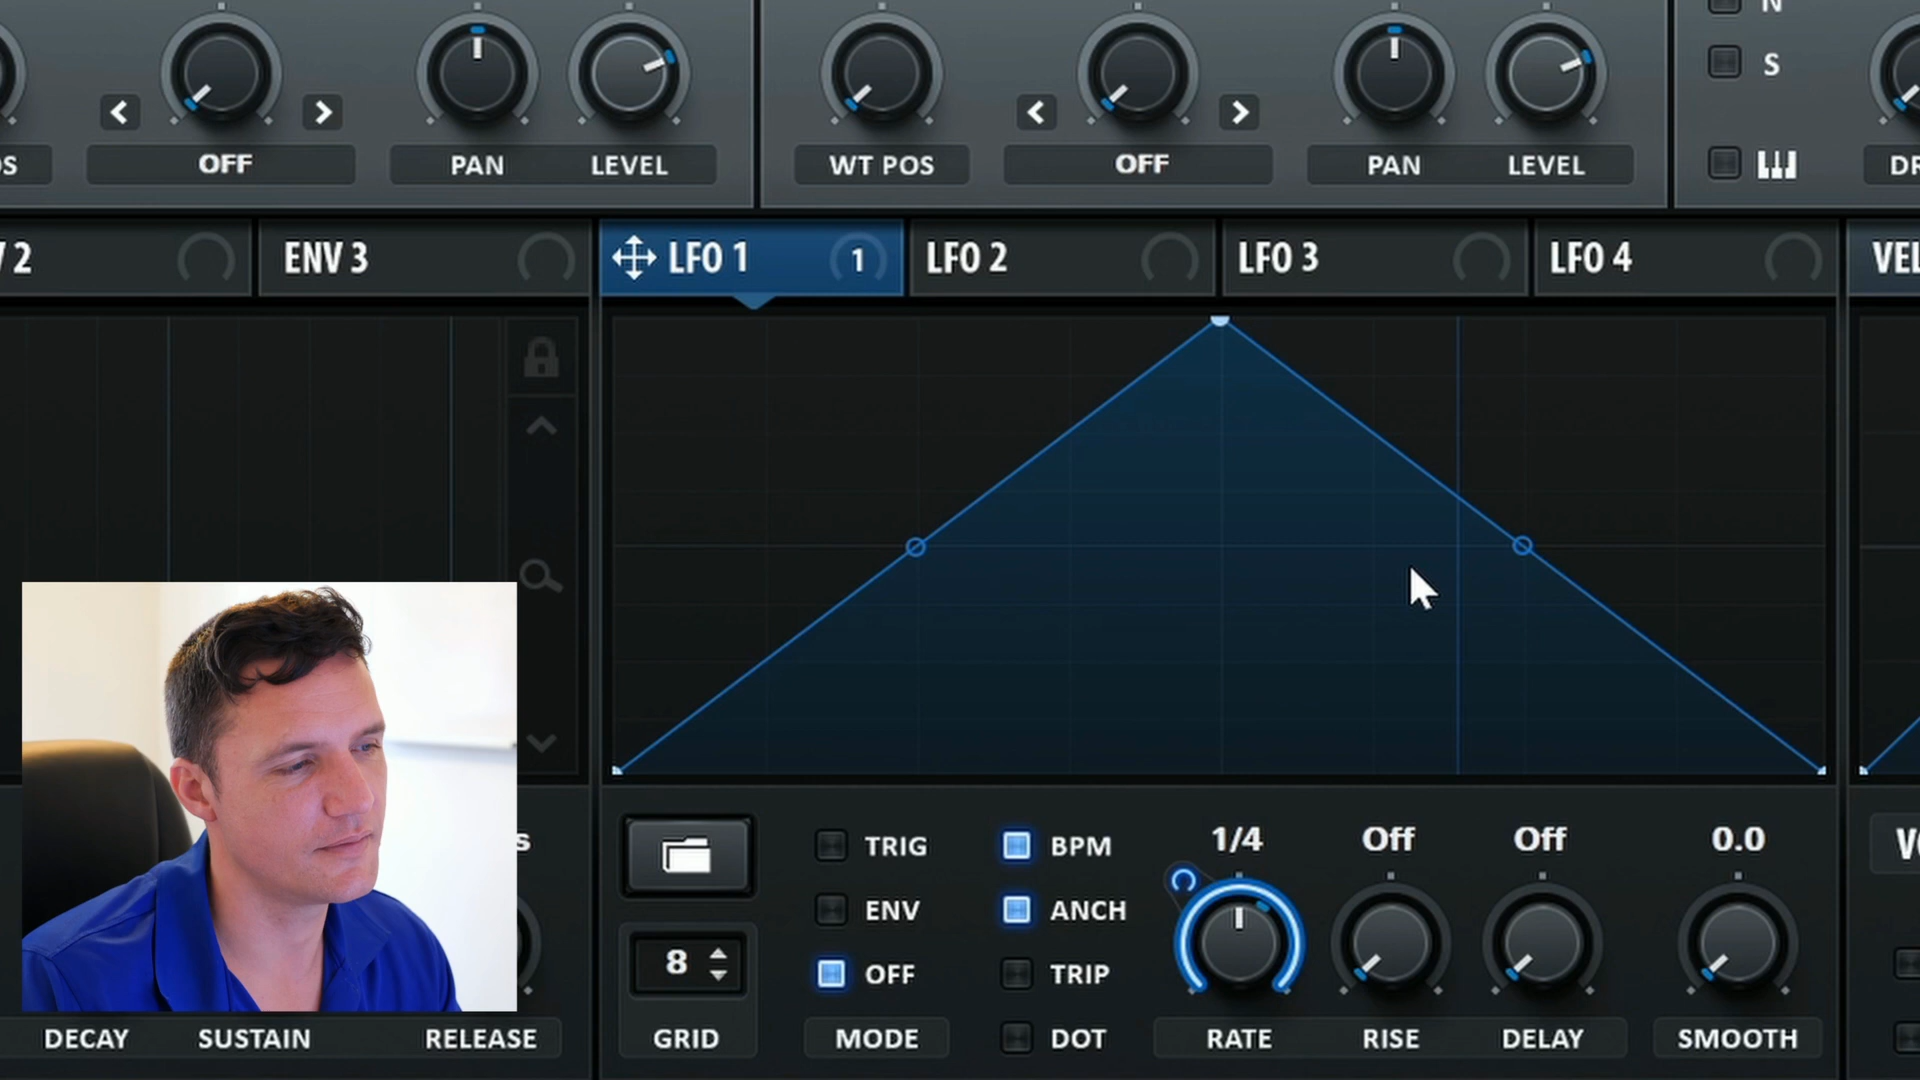 N
S
OFF
PAN
LEVEL
WT POS
OFF
PAN
LEVEL
2
ENV 3
LFO 1
1
LFO 2
LFO 3
LFO 4
TRIG
BPM
1/4
Off
Off
0.0
ENV
ANCH
8
OFF
TRIP
DECAY
SUSTAIN
RELEASE
GRID
MODE
DOT
RATE
RISE
DELAY
SMOOTH